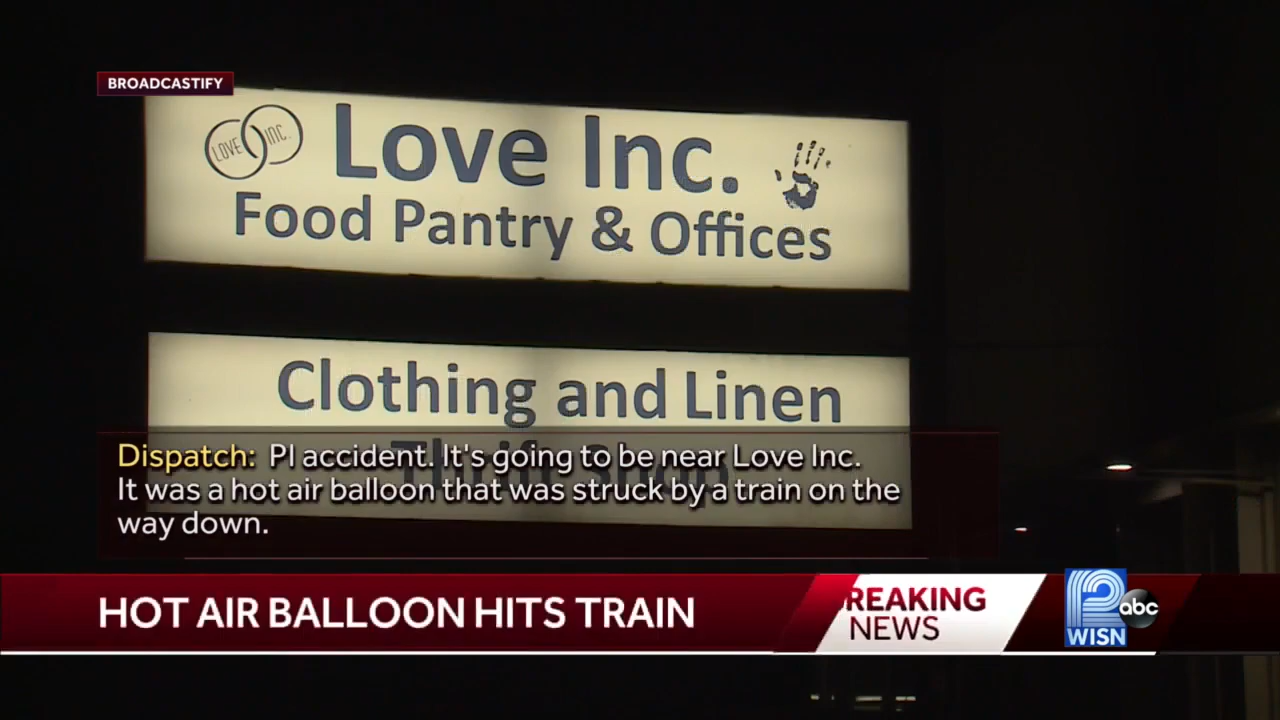 BROADCASTIFY
LOVE INC.
Love Inc.
Food Pantry & Offices
Clothing and Linen
Thrift Shop
Dispatch: PI accident. It's going to be near Love Inc.
It was a hot air balloon that was struck by a train on the
way down.
HOT AIR BALLOON HITS TRAIN
REAKING
NEWS
12
abc
WISN